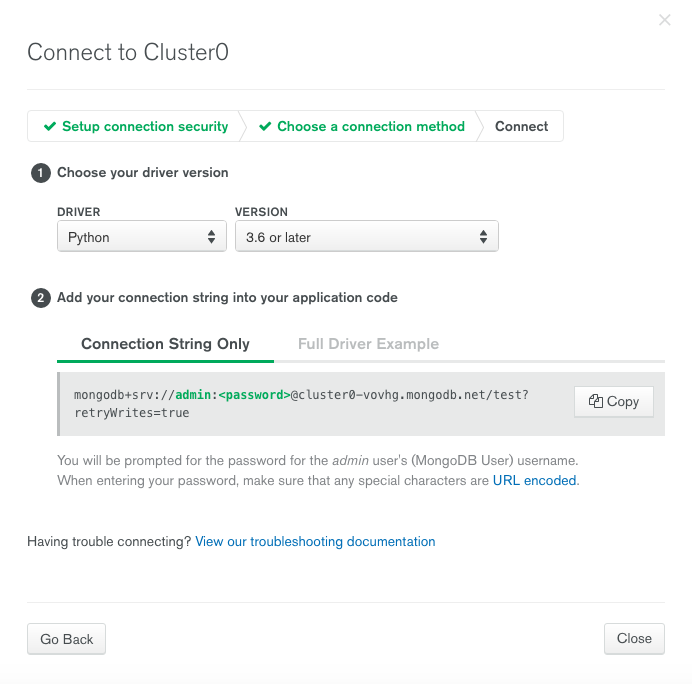 Connect to Cluster0
Setup connection security
Choose a connection method
Connect
1 Choose your driver version
DRIVER
VERSION
Python
3.6 or later
2 Add your connection string into your application code
Connection String Only
Full Driver Example
mongodb+srv://admin:<password>@cluster0-vovhg.mongodb.net/test?
retryWrites=true
Copy
You will be prompted for the password for the admin user's (MongoDB User) username.
When entering your password, make sure that any special characters are URL encoded.
Having trouble connecting? View our troubleshooting documentation
Go Back
Close